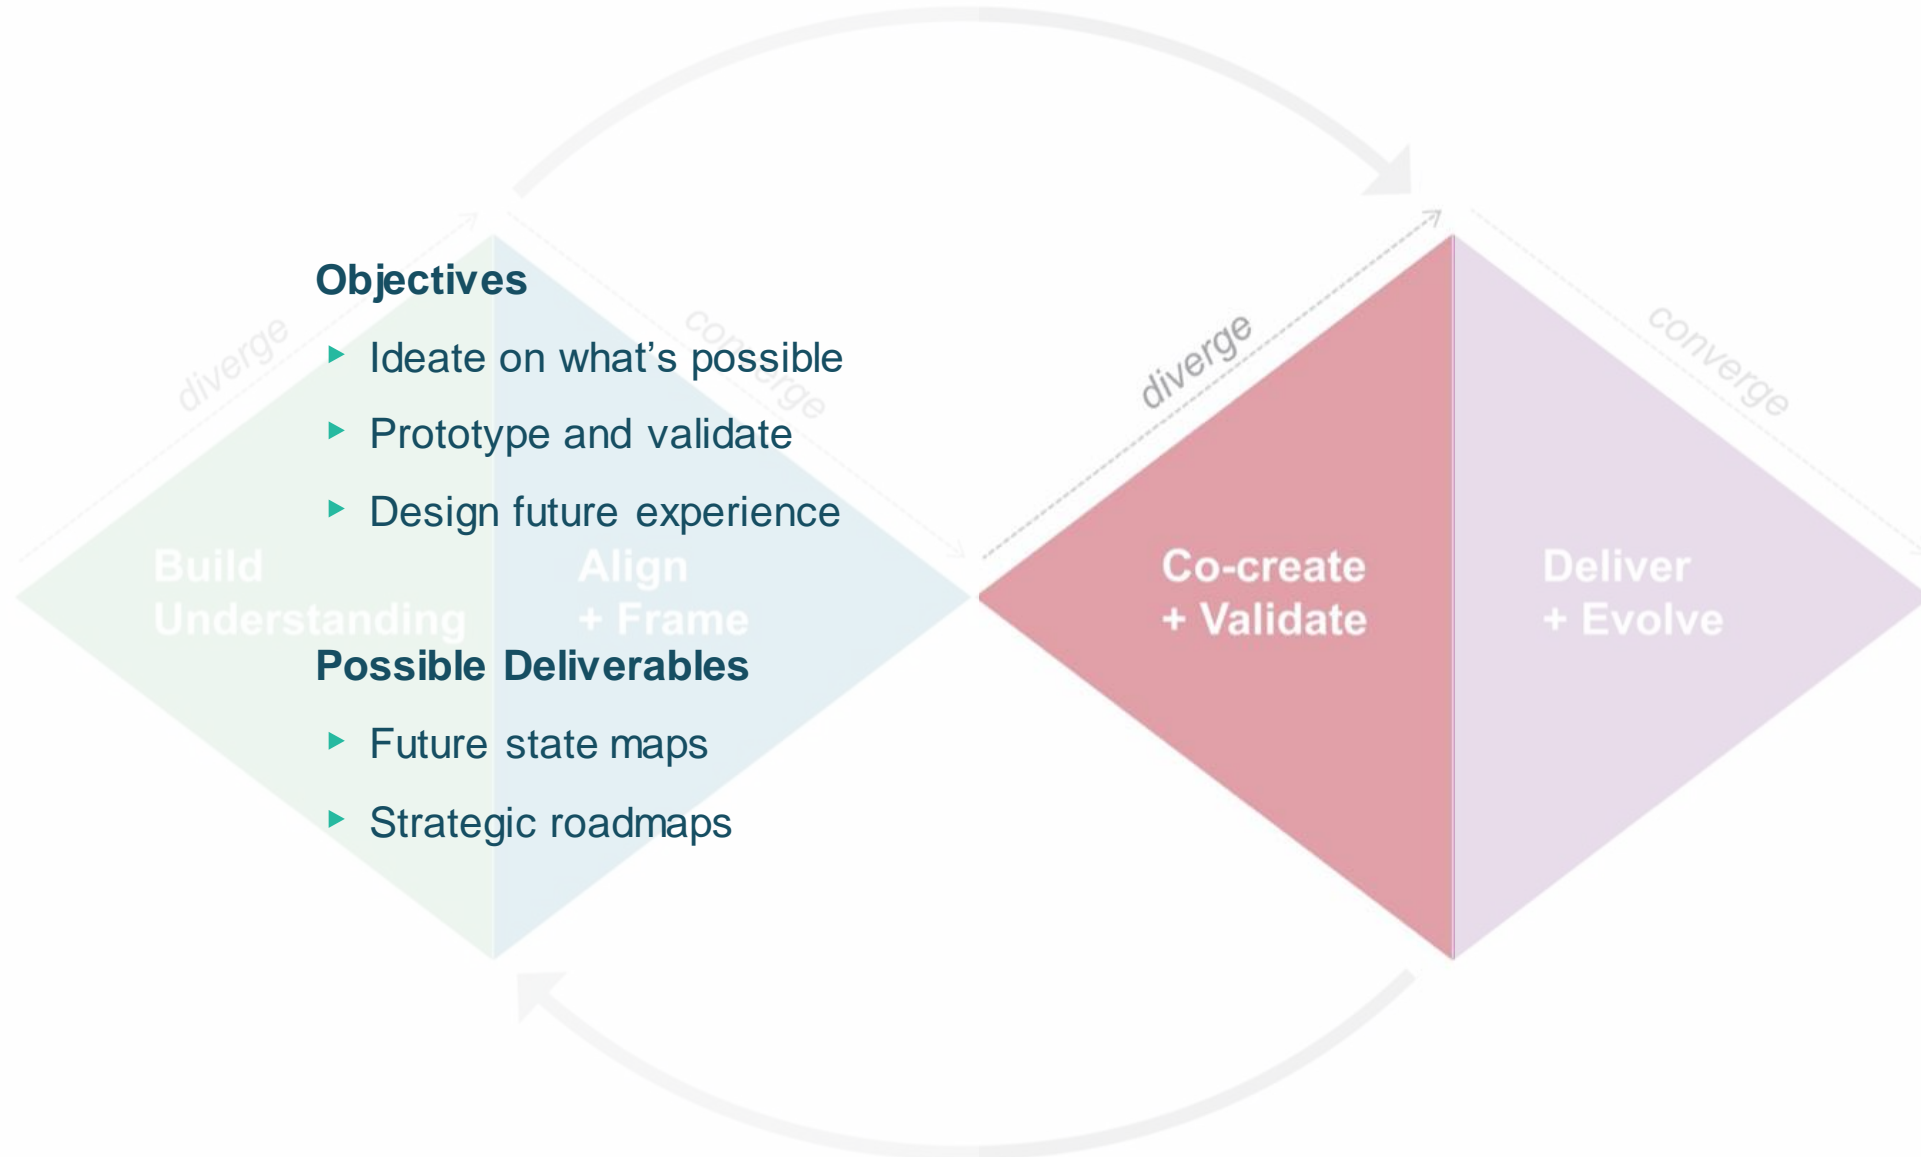 Objectives
Ideate on what’s possible
Prototype and validate
Design future experience
Possible Deliverables
Future state maps
Strategic roadmaps
diverge
converge
Build
Understanding
Align
+ Frame
diverge
converge
Co-create
+ Validate
Deliver
+ Evolve